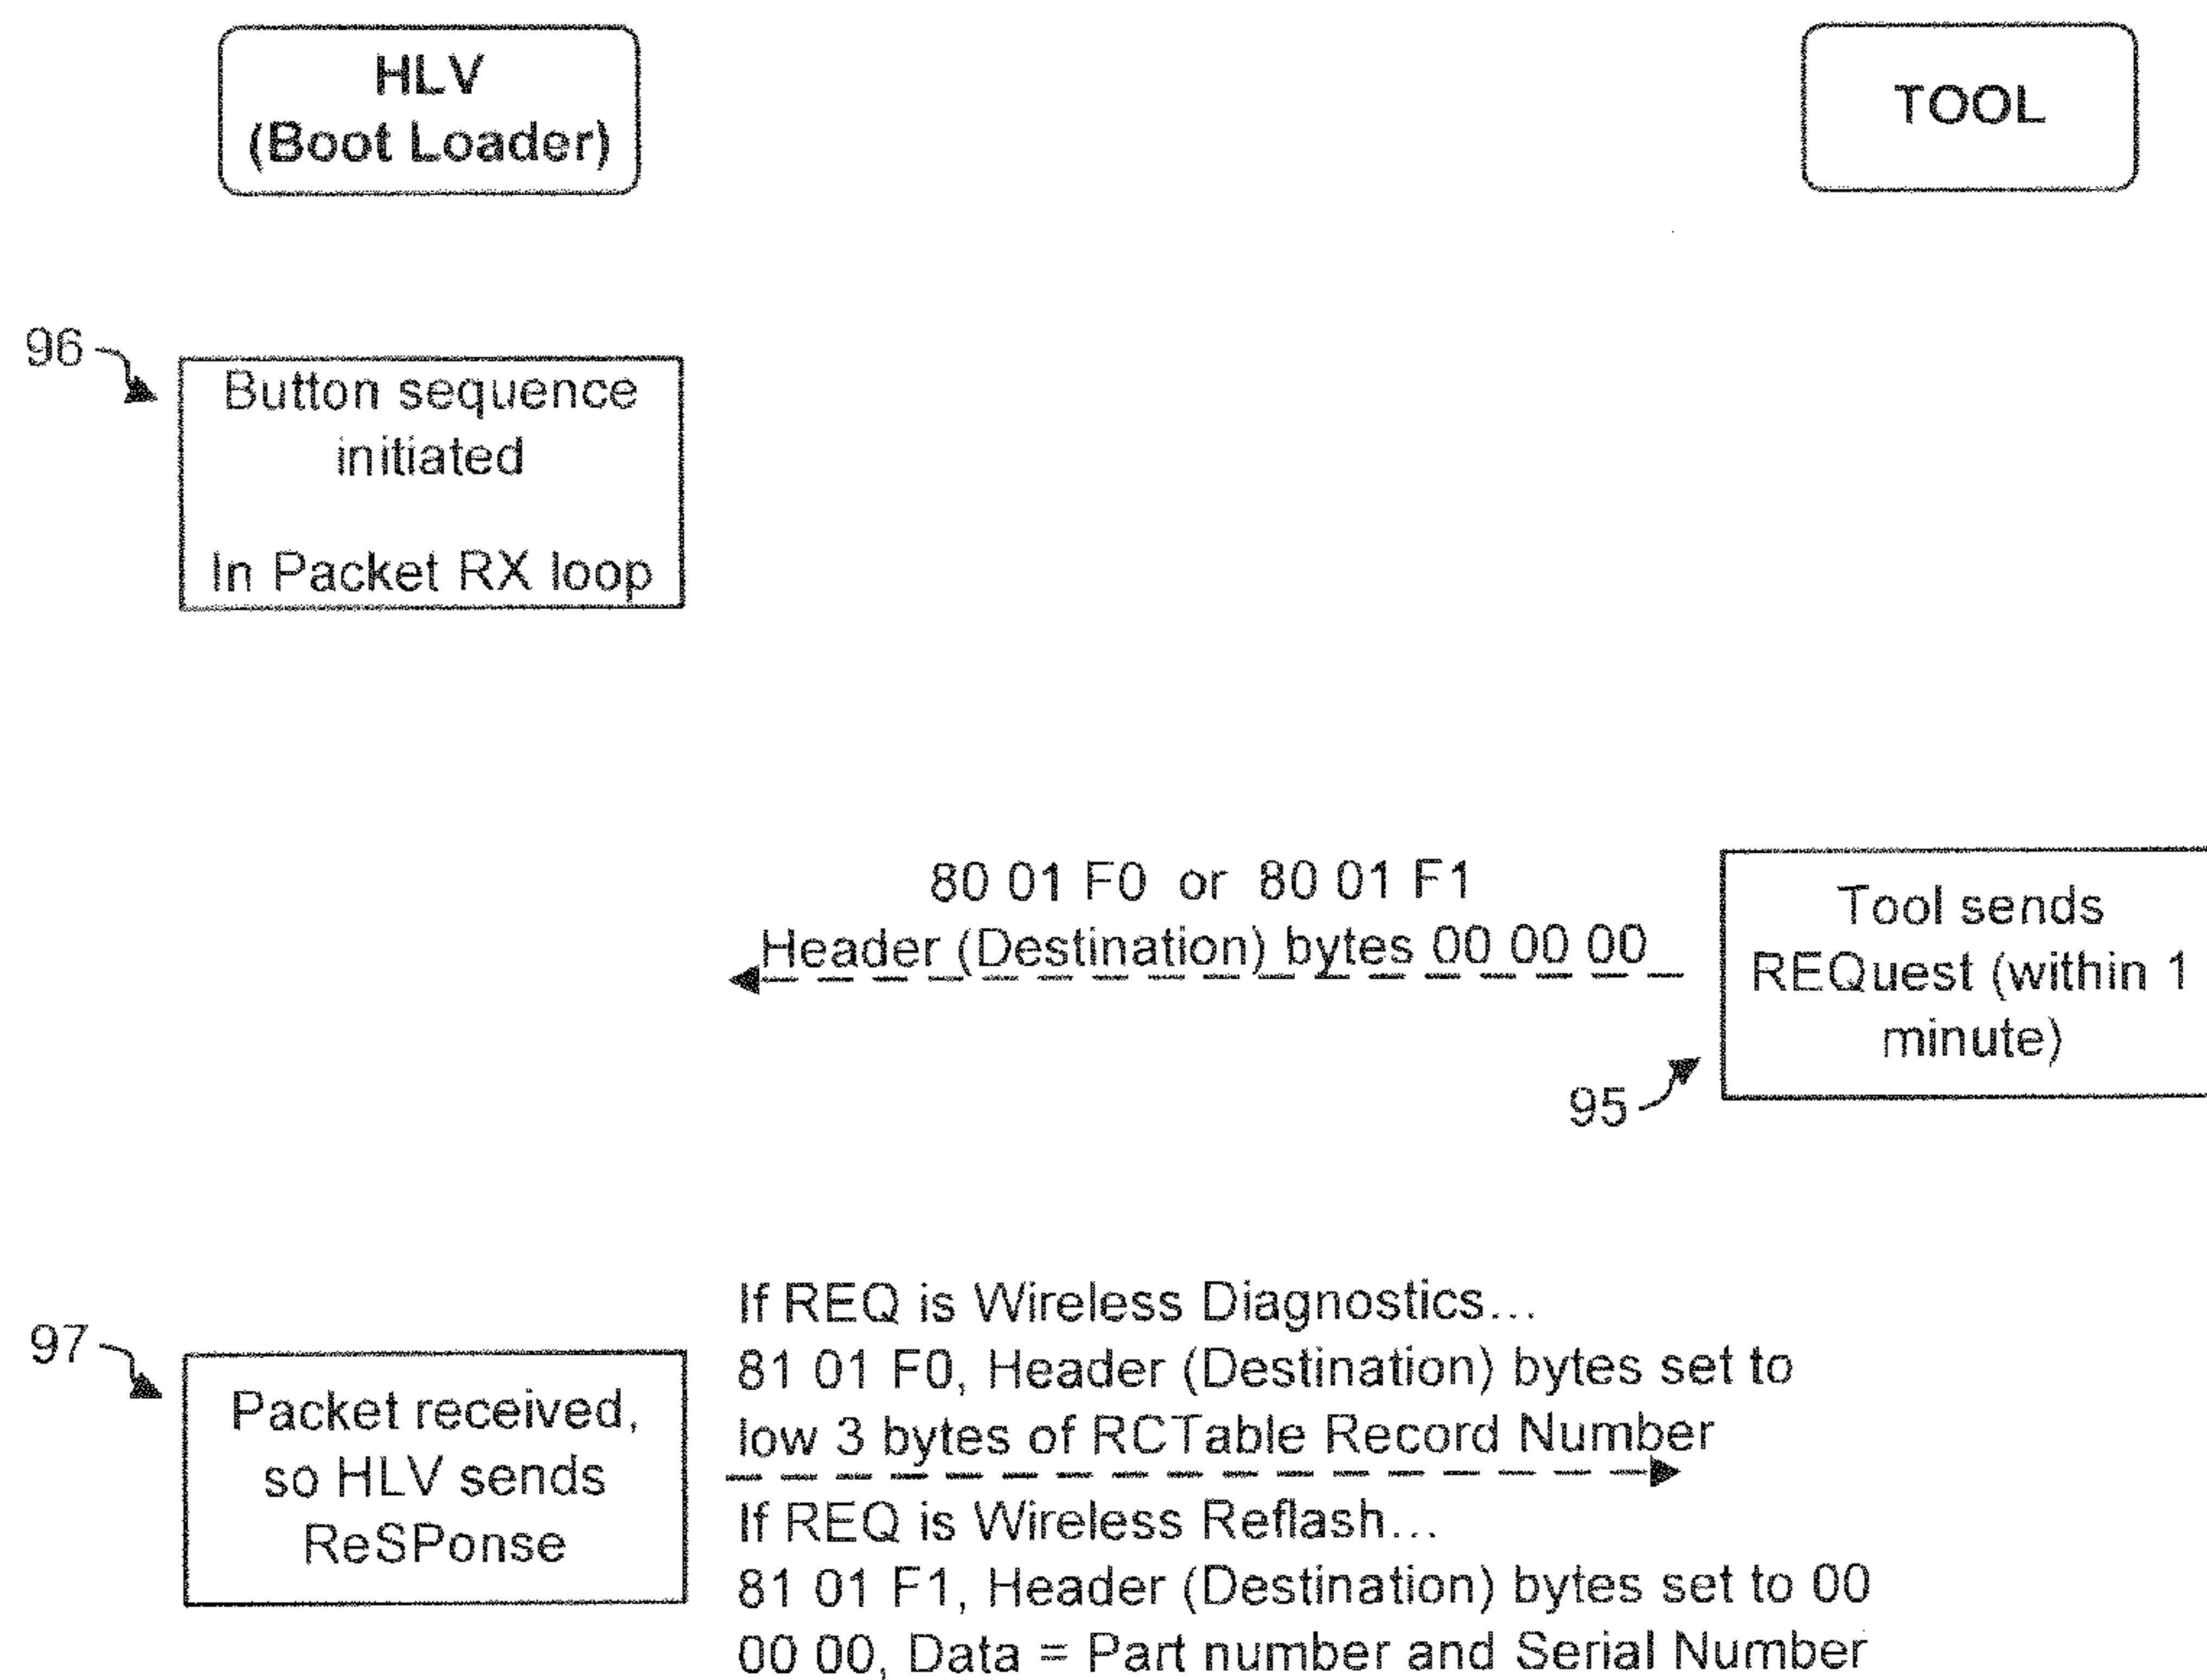 HLV
(Boot Loader)
TOOL
96
Button sequence
initiated
In Packet RX loop
80 01 F0 or 80 01 F1
Header (Destination) bytes 00 00 00
Tool sends
REQuest (within 1
minute)
95
97
Packet received,
so HLV sends
ReSPonse
If REQ is Wireless Diagnostics...
81 01 F0, Header (Destination) bytes set to
low 3 bytes of RCTable Record Number
If REQ is Wireless Reflash...
81 01 F1, Header (Destination) bytes set to 00
00 00, Data = Part number and Serial Number